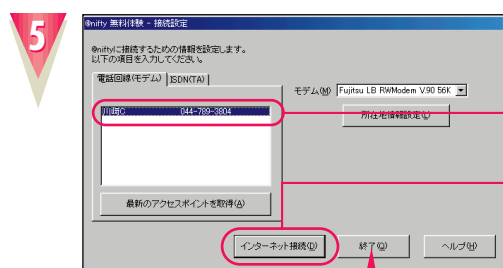 5
@nifty 無料体験 - 接続設定
@niftyに接続するための情報を設定します。
以下の項目を入力してください。
電話回線(モデム) ISDN(TA)
モデム(M) Fujitsu LB RWModem V.90 56K
川崎C 044-789-3804
所在地情報設定(L)
最新のアクセスポイントを取得(A)
インターネット接続(D) 終了(Q) ヘルプ(H)